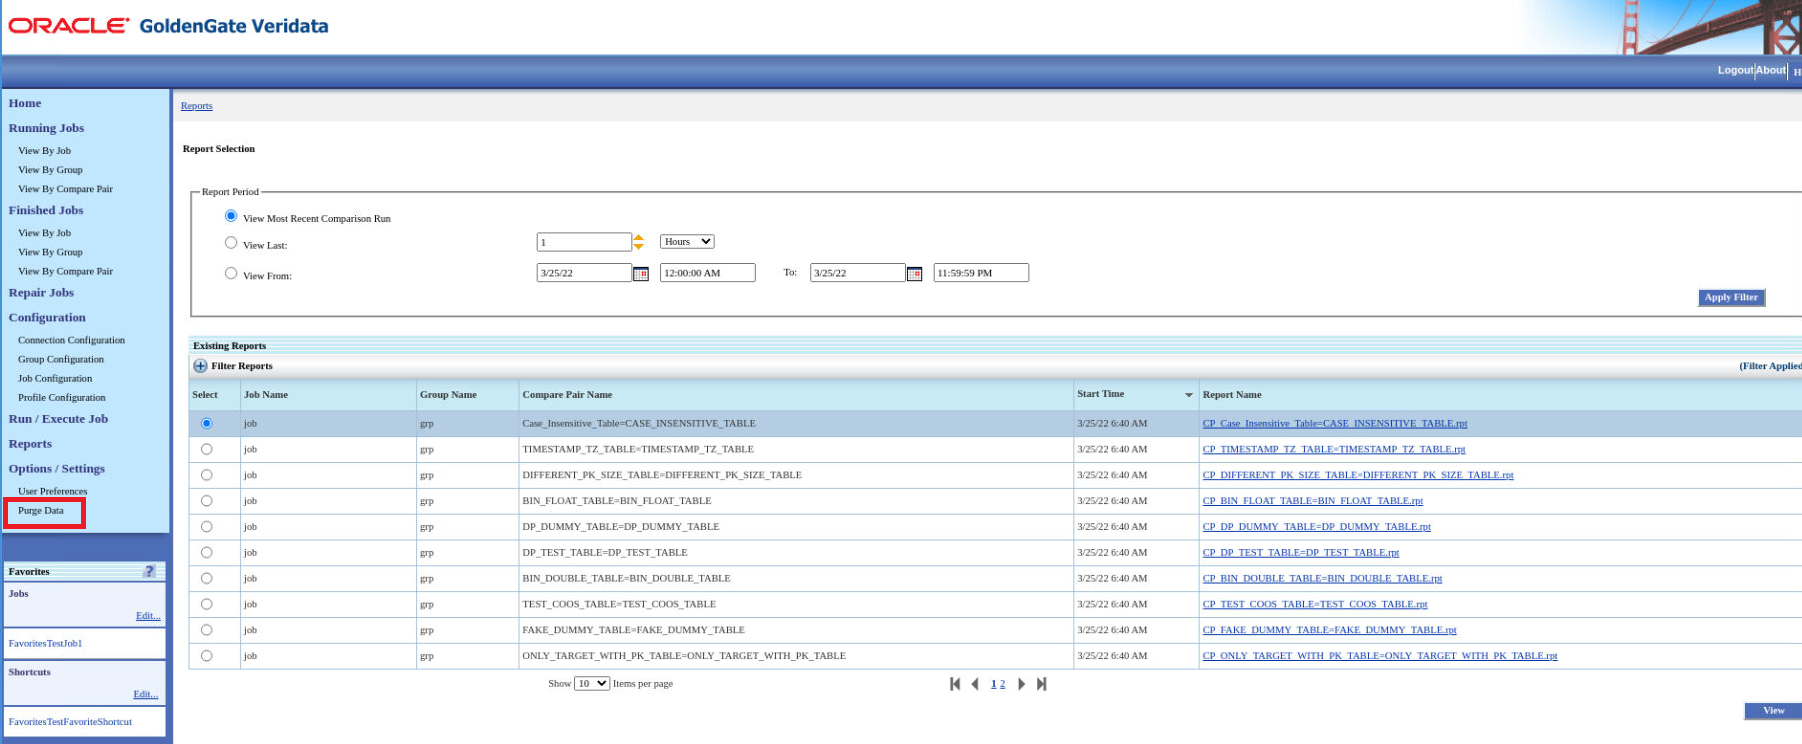 ORACLE GoldenGate Veridata
Logout About H
Home
Running Jobs
View By Job
View By Group
View By Compare Pair
Finished Jobs
View By Job
View By Group
View By Compare Pair
Repair Jobs
Configuration
Connection Configuration
Group Configuration
Job Configuration
Profile Configuration
Run / Execute Job
Reports
Options / Settings
User Preferences
Purge Data
Favorites ?
Jobs
Edit...
FavoritesTestJob1
Shortcuts
Edit...
FavoritesTestFavoriteShortcut
Reports
Report Selection
Report Period
View Most Recent Comparison Run
View Last: 1 Hours
View From: 3/25/22 12:00:00 AM To: 3/25/22 11:59:59 PM
Apply Filter
Existing Reports
Filter Reports (Filter Applied
Select Job Name Group Name Compare Pair Name Start Time Report Name
job grp Case_Insensitive_Table=CASE_INSENSITIVE_TABLE 3/25/22 6:40 AM CP_Case_Insensitive_Table=CASE_INSENSITIVE_TABLE.rpt
job grp TIMESTAMP_TZ_TABLE=TIMESTAMP_TZ_TABLE 3/25/22 6:40 AM CP_TIMESTAMP_TZ_TABLE=TIMESTAMP_TZ_TABLE.rpt
job grp DIFFERENT_PK_SIZE_TABLE=DIFFERENT_PK_SIZE_TABLE 3/25/22 6:40 AM CP_DIFFERENT_PK_SIZE_TABLE=DIFFERENT_PK_SIZE_TABLE.rpt
job grp BIN_FLOAT_TABLE=BIN_FLOAT_TABLE 3/25/22 6:40 AM CP_BIN_FLOAT_TABLE=BIN_FLOAT_TABLE.rpt
job grp DP_DUMMY_TABLE=DP_DUMMY_TABLE 3/25/22 6:40 AM CP_DP_DUMMY_TABLE=DP_DUMMY_TABLE.rpt
job grp DP_TEST_TABLE=DP_TEST_TABLE 3/25/22 6:40 AM CP_DP_TEST_TABLE=DP_TEST_TABLE.rpt
job grp BIN_DOUBLE_TABLE=BIN_DOUBLE_TABLE 3/25/22 6:40 AM CP_BIN_DOUBLE_TABLE=BIN_DOUBLE_TABLE.rpt
job grp TEST_COOS_TABLE=TEST_COOS_TABLE 3/25/22 6:40 AM CP_TEST_COOS_TABLE=TEST_COOS_TABLE.rpt
job grp FAKE_DUMMY_TABLE=FAKE_DUMMY_TABLE 3/25/22 6:40 AM CP_FAKE_DUMMY_TABLE=FAKE_DUMMY_TABLE.rpt
job grp ONLY_TARGET_WITH_PK_TABLE=ONLY_TARGET_WITH_PK_TABLE 3/25/22 6:40 AM CP_ONLY_TARGET_WITH_PK_TABLE=ONLY_TARGET_WITH_PK_TABLE.rpt
Show 10 Items per page 1 2
View